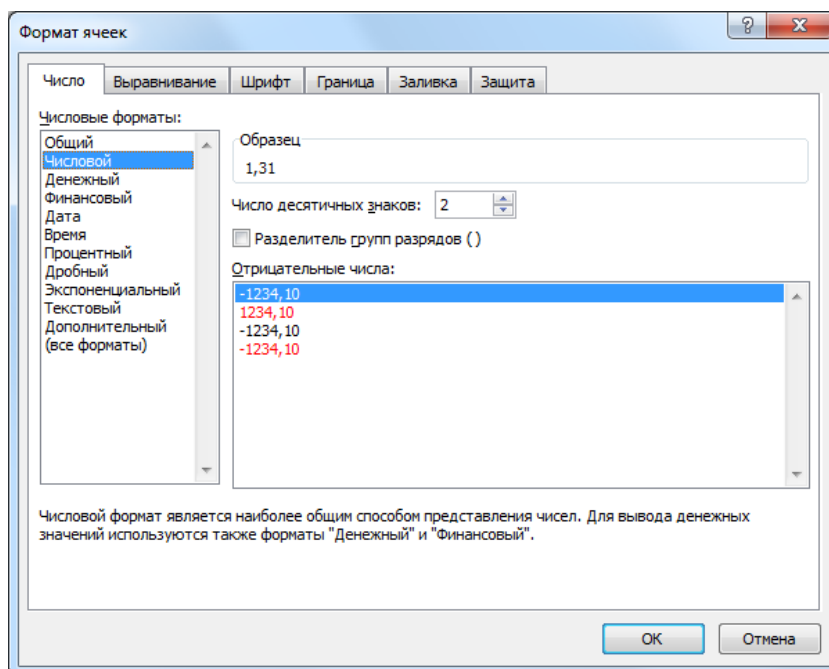 Формат ячеек
Число
Выравнивание
Шрифт
Граница
Заливка
Защита
Числовые форматы:
Общий
Числовой
Денежный
Финансовый
Дата
Время
Процентный
Дробный
Экспоненциальный
Текстовый
Дополнительный
(все форматы)
Образец
1,31
Число десятичных знаков: 2
Разделитель групп разрядов ( )
Отрицательные числа:
-1234,10
1234,10
-1234,10
-1234,10
Числовой формат является наиболее общим способом представления чисел. Для вывода денежных
значений используются также форматы "Денежный" и "Финансовый".
ОК
Отмена